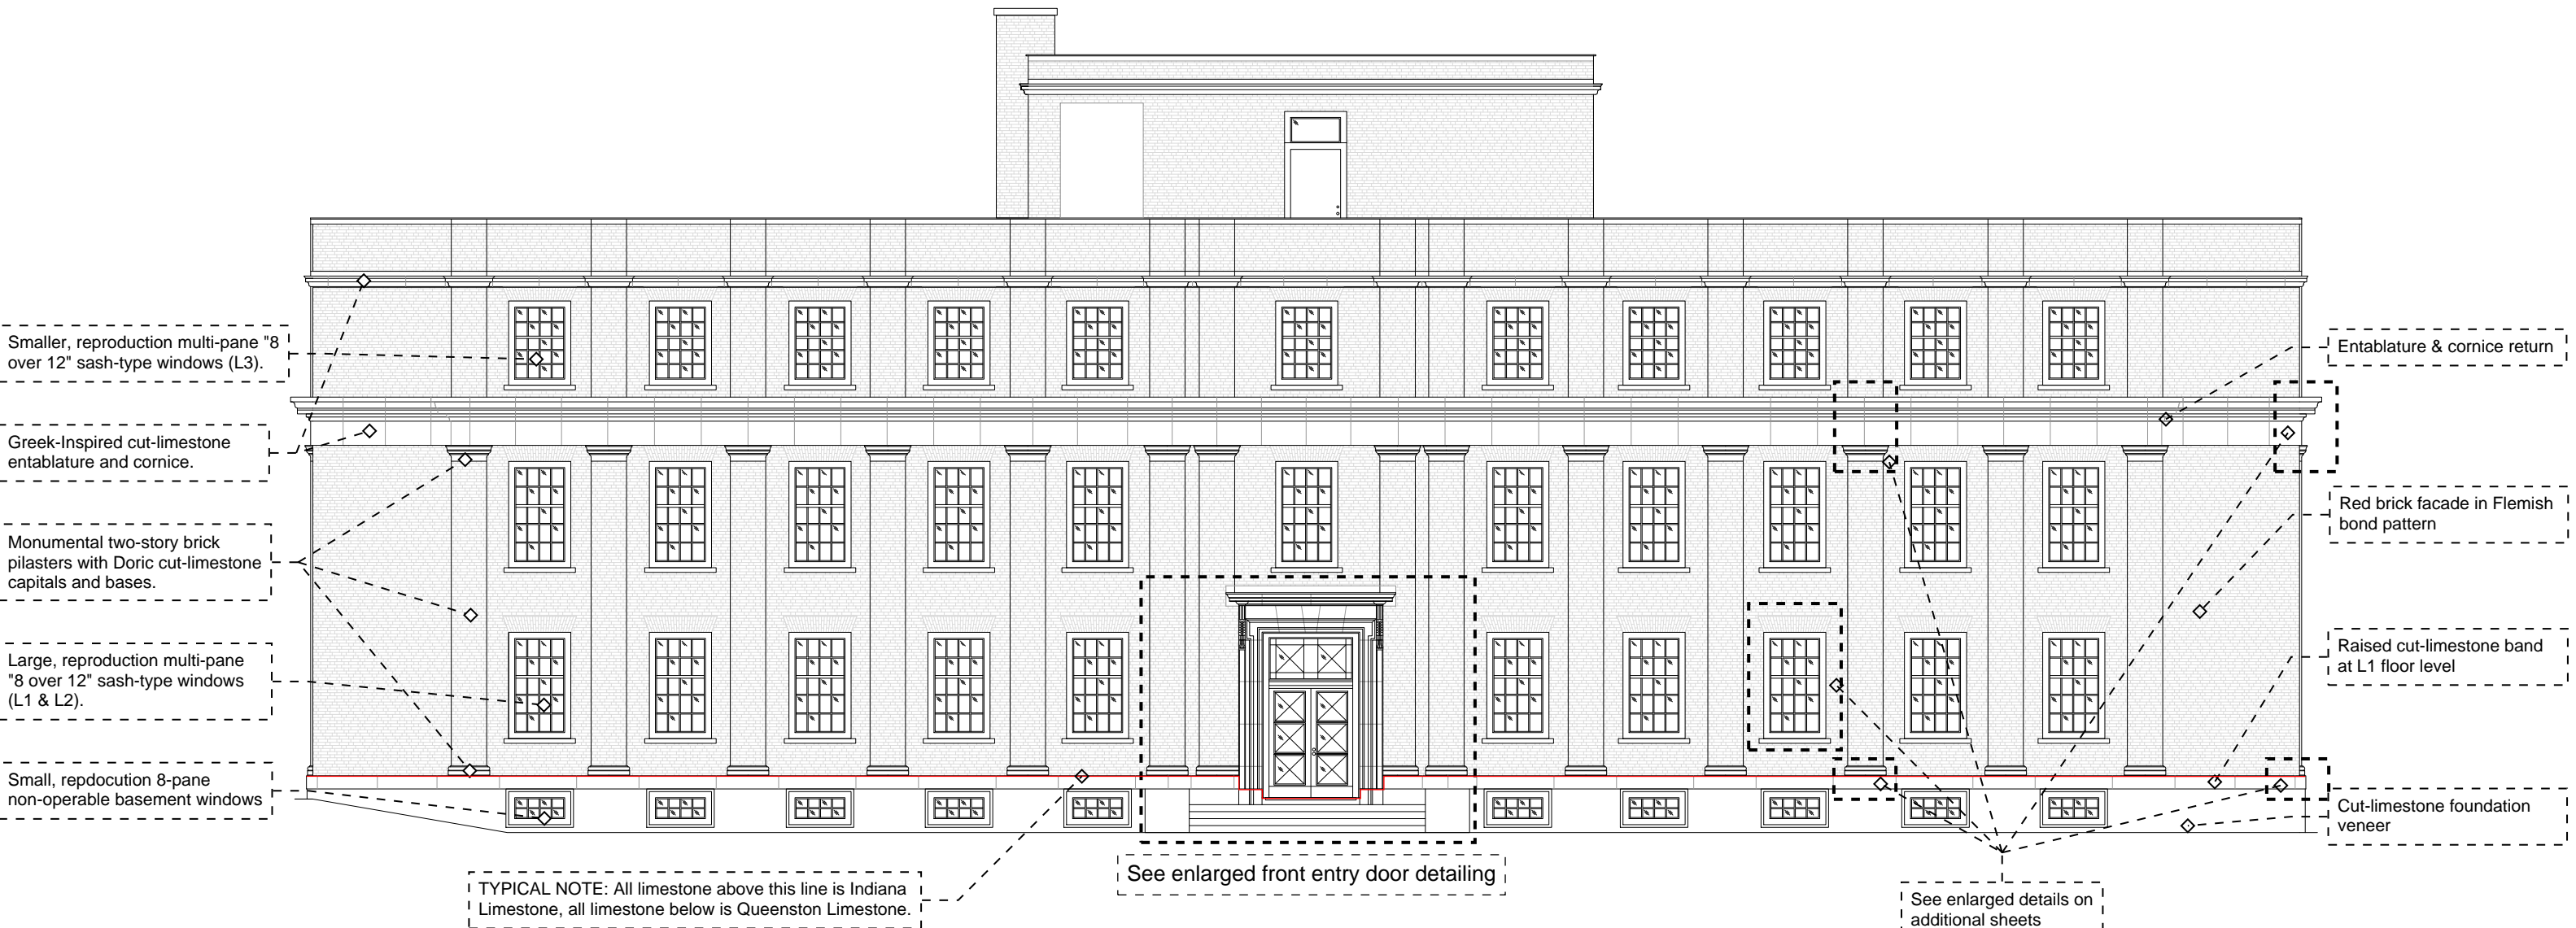 Smaller, reproduction multi-pane "8
over 12" sash-type windows (L3).
Greek-Inspired cut-limestone
entablature and cornice.
Monumental two-story brick
pilasters with Doric cut-limestone
capitals and bases.
Large, reproduction multi-pane
"8 over 12" sash-type windows
(L1 & L2).
Small, repdocution 8-pane
non-operable basement windows
TYPICAL NOTE: All limestone above this line is Indiana
Limestone, all limestone below is Queenston Limestone.
See enlarged front entry door detailing
See enlarged details on
additional sheets
Entablature & cornice return
Red brick facade in Flemish
bond pattern
Raised cut-limestone band
at L1 floor level
Cut-limestone foundation
veneer